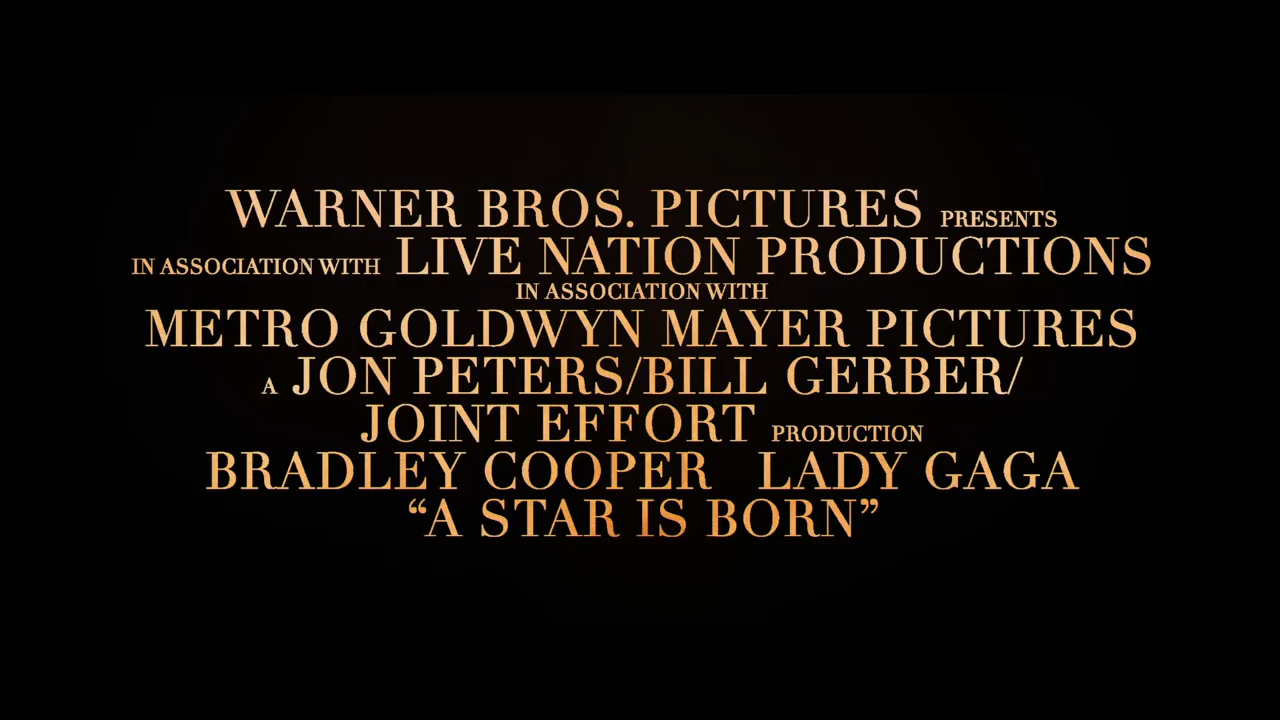 WARNER BROS. PICTURES PRESENTS
IN ASSOCIATION WITH LIVE NATION PRODUCTIONS
IN ASSOCIATION WITH
METRO GOLDWYN MAYER PICTURES
A JON PETERS/BILL GERBER/
JOINT EFFORT PRODUCTION
BRADLEY COOPER LADY GAGA
“A STAR IS BORN”